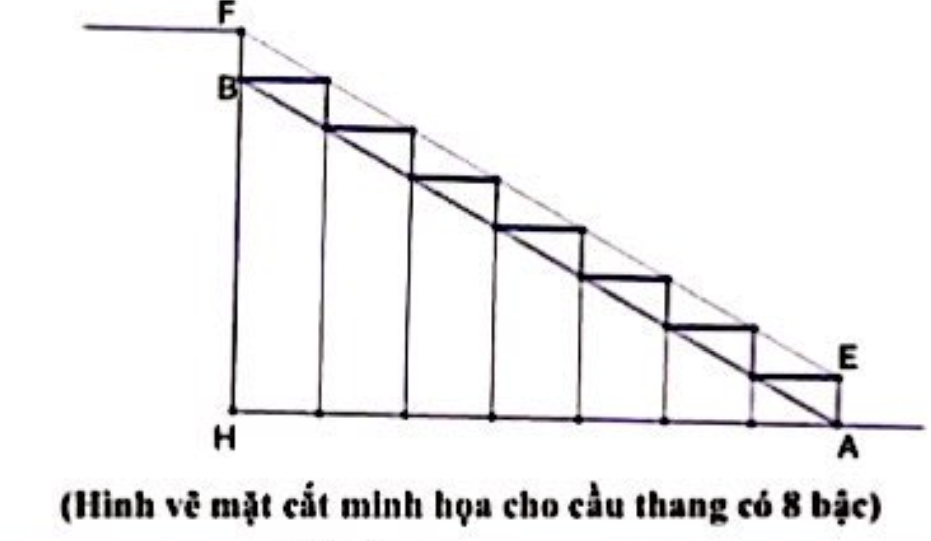 F
B
E
H
A
(Hình vẽ mặt cắt minh họa cho cầu thang có 8 bậc)